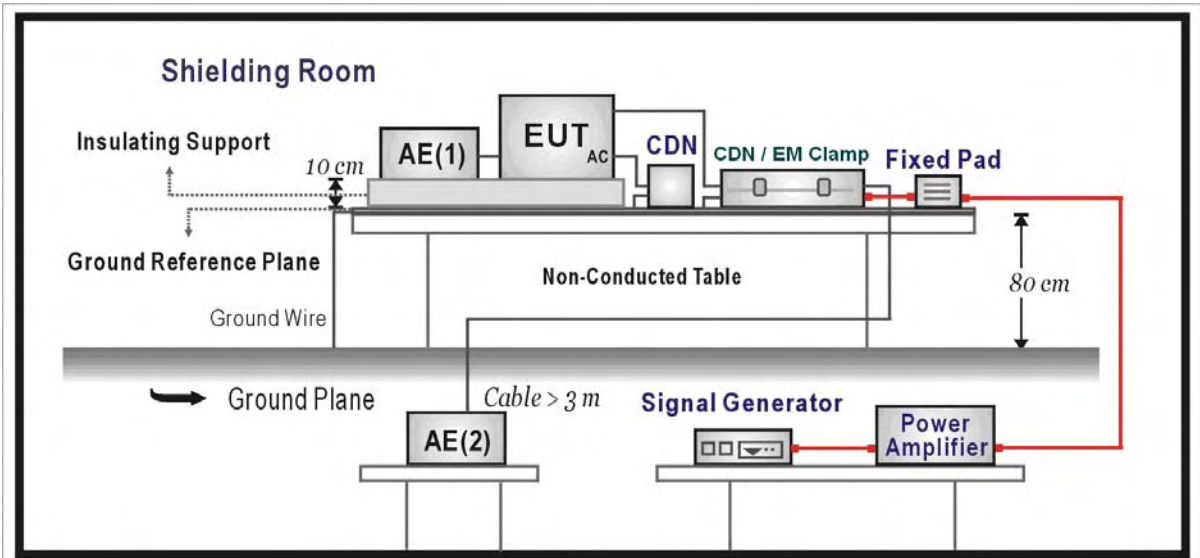 Shielding Room
Insulating Support
10 cm
AE(1)
EUT
AC
CDN
CDN / EM Clamp
Fixed Pad
Ground Reference Plane
Non-Conducted Table
80 cm
Ground Wire
Ground Plane
Cable > 3 m
AE(2)
Signal Generator
Power
Amplifier